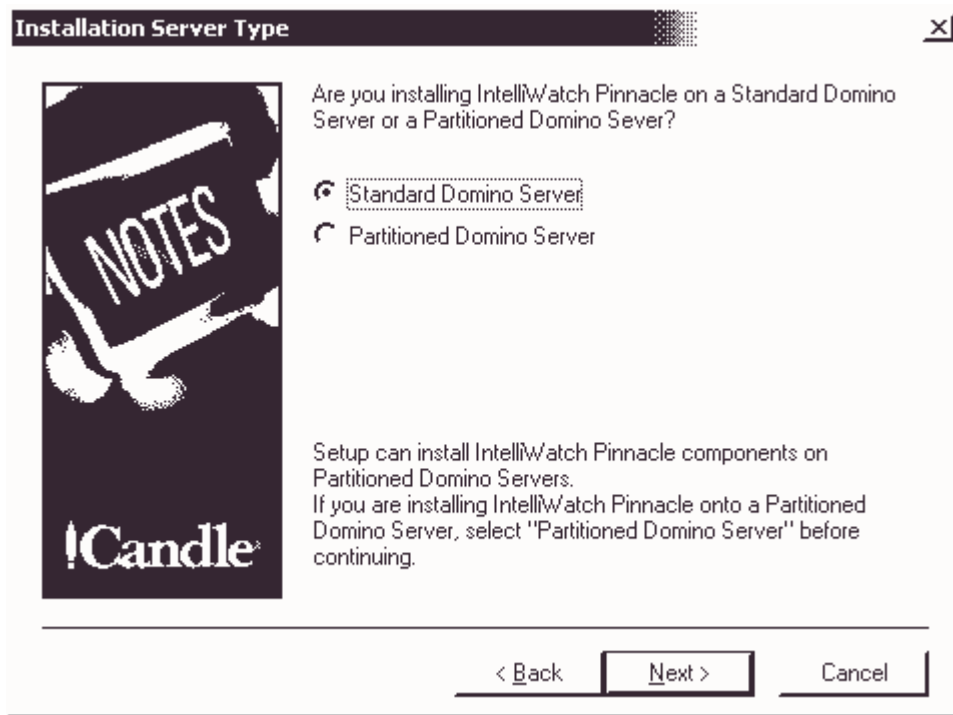 Installation Server Type
Are you installing IntelliWatch Pinnacle on a Standard Domino
Server or a Partitioned Domino Sever?
Standard Domino Server
Partitioned Domino Server
NOTES
Setup can install IntelliWatch Pinnacle components on
Partitioned Domino Servers.
If you are installing IntelliWatch Pinnacle onto a Partitioned
Domino Server, select "Partitioned Domino Server" before
continuing.
Candle
< Back
Next >
Cancel